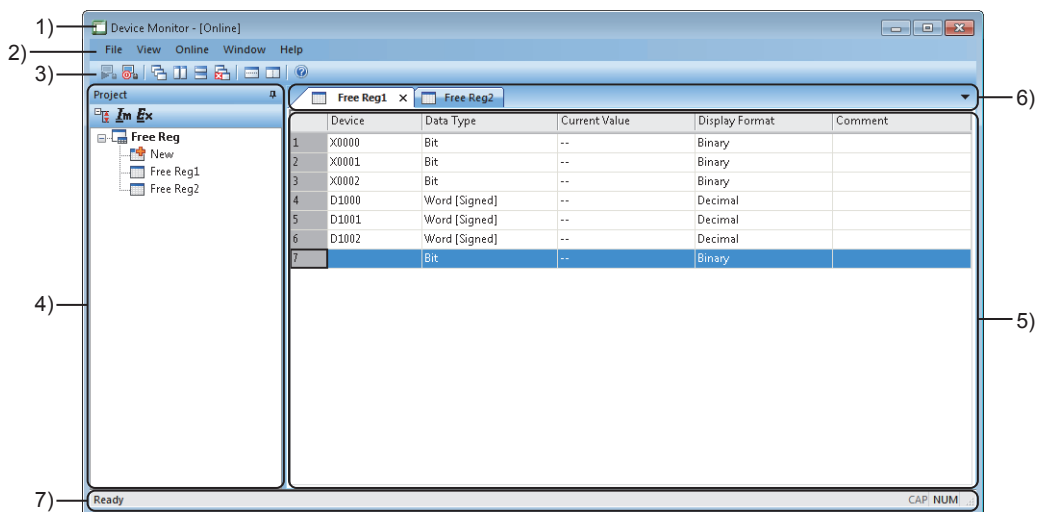 1) Device Monitor - [Online]
2) File View Online Window Help
3)
Project
Im Ex
Free Reg
New
Free Reg1
Free Reg2
4)
Free Reg1 Free Reg2
6)
Device Data Type Current Value Display Format Comment
1 X0000 Bit -- Binary
2 X0001 Bit -- Binary
3 X0002 Bit -- Binary
4 D1000 Word [Signed] -- Decimal
5 D1001 Word [Signed] -- Decimal
6 D1002 Word [Signed] -- Decimal
7 Bit -- Binary
5)
7) Ready CAP NUM